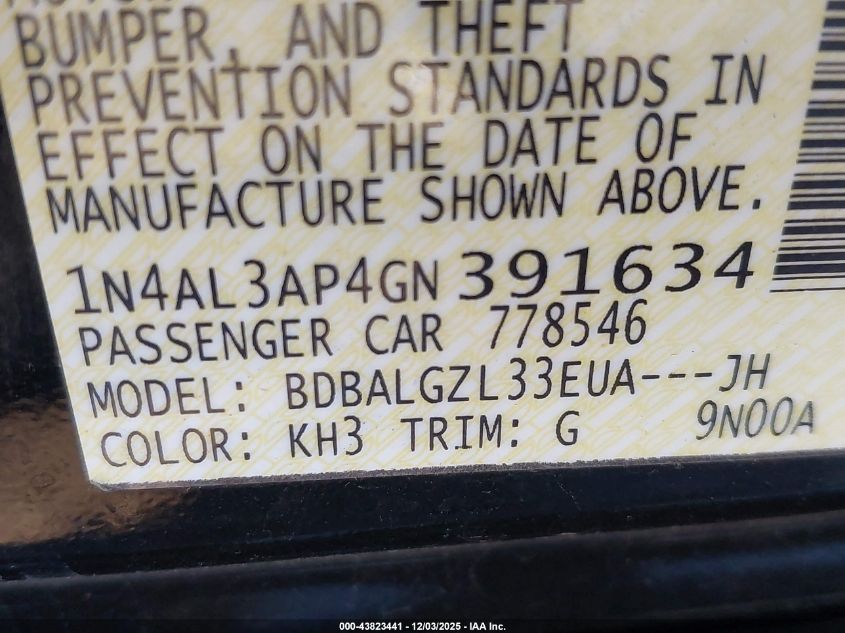 BUMPER, AND THEFT
PREVENTION STANDARDS IN
EFFECT ON THE DATE OF
MANUFACTURE SHOWN ABOVE.
1N4AL3AP4GN391634
PASSENGER CAR 778546
MODEL: BDBALGZL33EUA---JH
COLOR: KH3 TRIM: G 9N00A
000-43823441 - 12/03/2025 - IAA Inc.